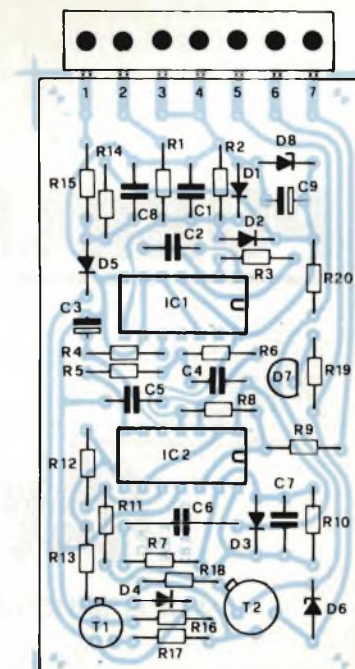 1 2 3 4 5 6 7
R14 R1 R2 D8
R15 D1
C8 C1 C9
C2 D2
D5 R3 R20
IC1
C3
R4 R6
R5 C4 D7 R19
C5
R8
R9
IC2
R12
R11 C6 C7
R10
R7 D3
R13 R18
D4 T2 D6
T1 R16
R17